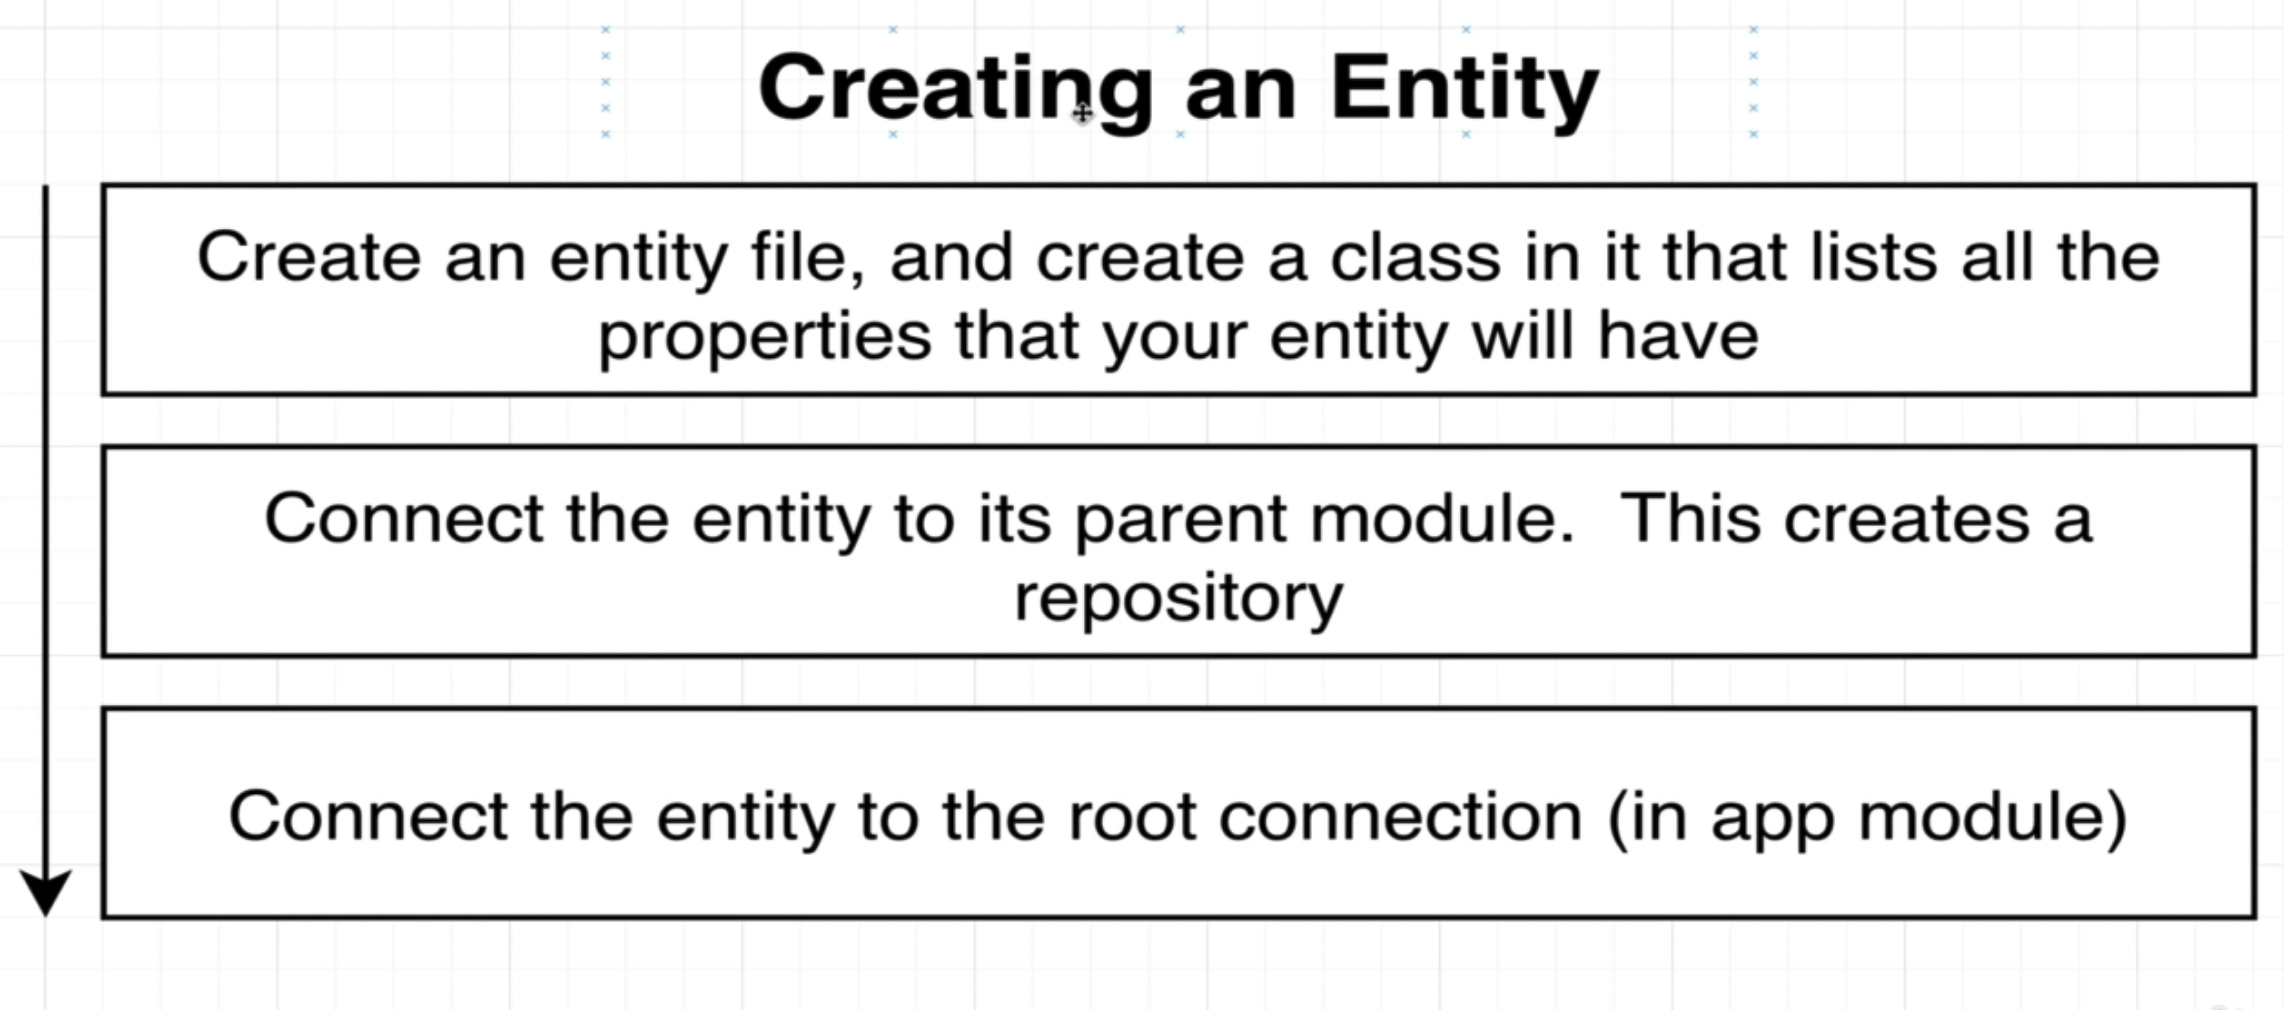 Creating an Entity
Create an entity file, and create a class in it that lists all the
properties that your entity will have
Connect the entity to its parent module.  This creates a
repository
Connect the entity to the root connection (in app module)